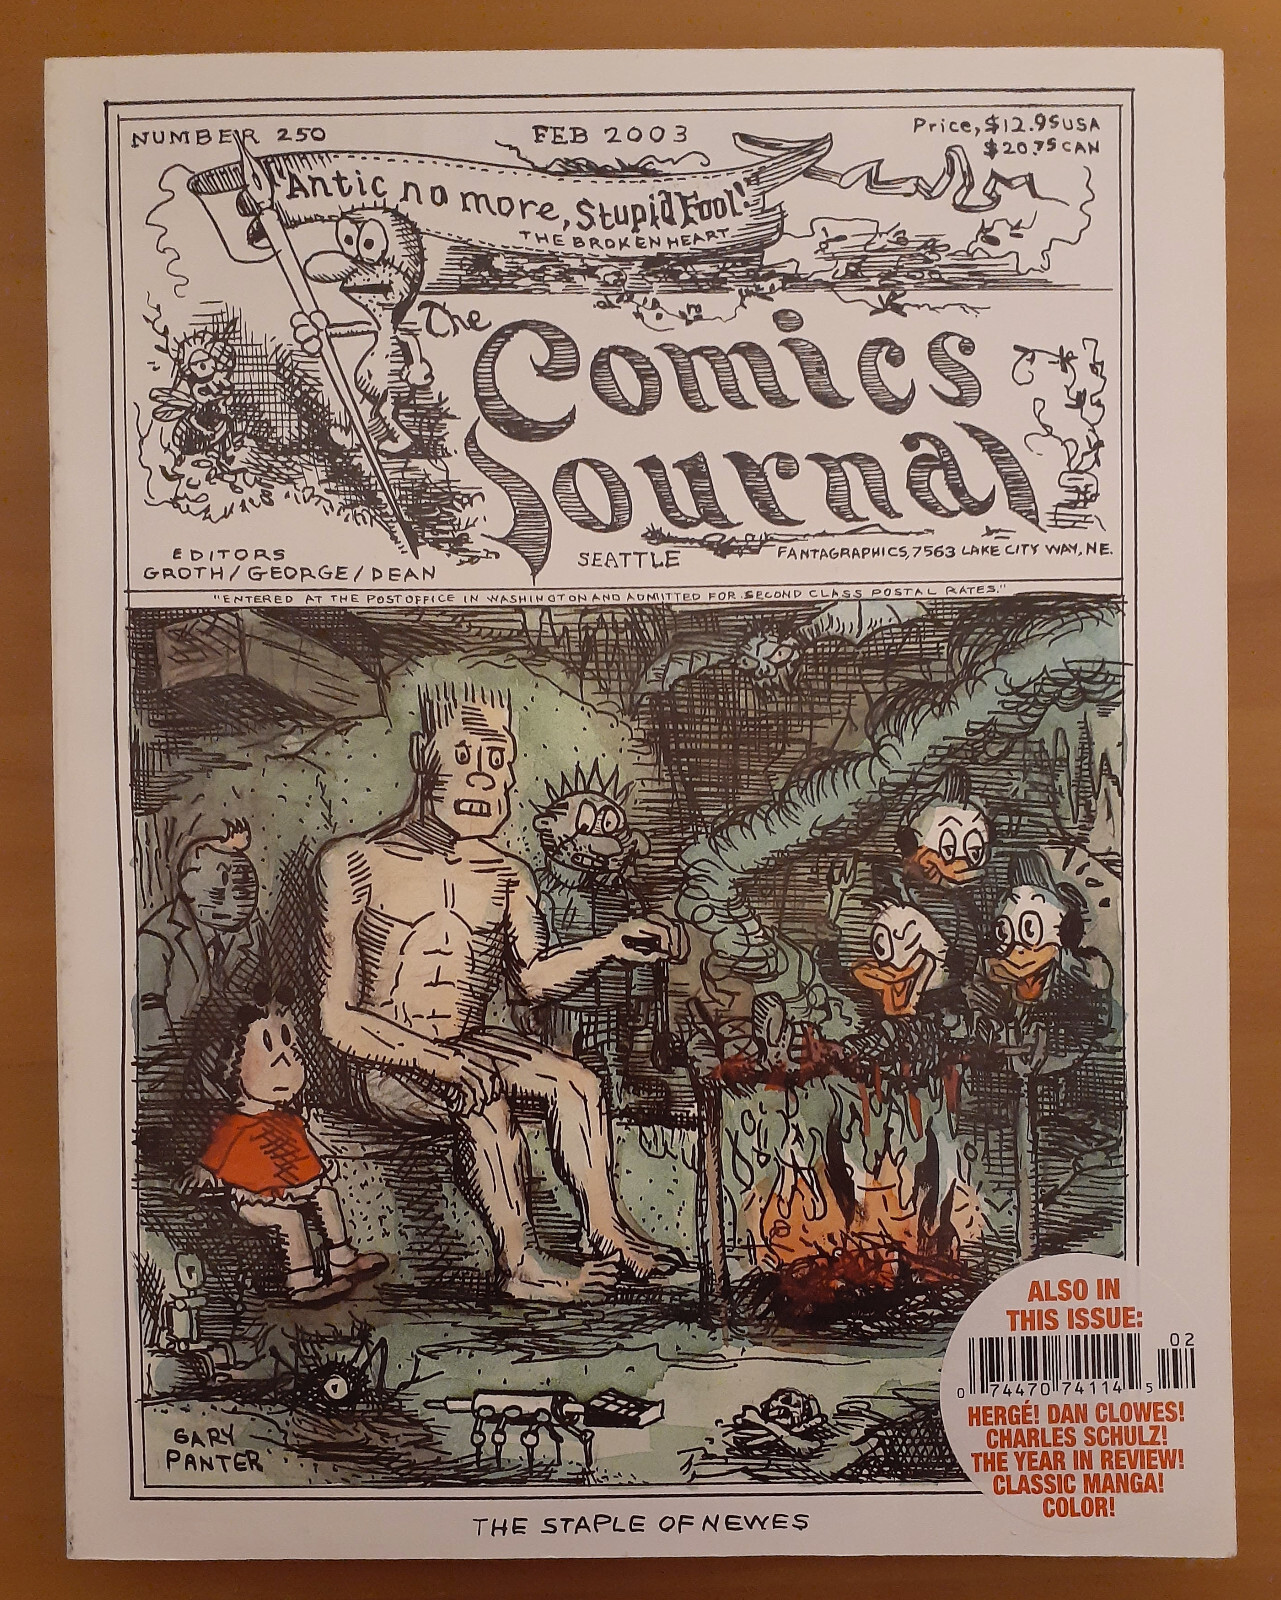 NUMBER 250
FEB 2003
Price, $12.95 USA
$20.75 CAN
"Antic no more, Stupid Fool!"
THE BROKEN HEART
The
Comics
Journal
EDITORS
GROTH/GEORGE/DEAN
SEATTLE
FANTAGRAPHICS, 7563 LAKE CITY WAY, NE.
"ENTERED AT THE POSTOFFICE IN WASHINGTON AND ADMITTED FOR SECOND CLASS POSTAL RATES."
GARY
PANTER
ALSO IN
THIS ISSUE:
02
0 74470 74114 5
HERGÉ! DAN CLOWES!
CHARLES SCHULZ!
THE YEAR IN REVIEW!
CLASSIC MANGA!
COLOR!
THE STAPLE OF NEWES